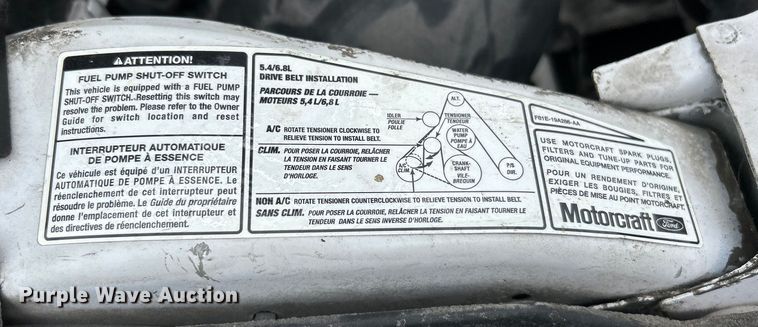 ATTENTION!
FUEL PUMP SHUT-OFF SWITCH
This vehicle is equipped with a FUEL PUMP
SHUT-OFF SWITCH. Resetting this switch may
resolve the problem. Please refer to the Owner
Guide for switch location and reset
instructions.
INTERRUPTEUR AUTOMATIQUE
DE POMPE À ESSENCE
Ce véhicule est équipé d'un INTERRUPTEUR
AUTOMATIQUE DE POMPE À ESSENCE. Le
réenclenchement de cet interrupteur peut
résoudre le problème. Le Guide du propriétaire
donne l'emplacement de cet interrupteur et
des directives de réenclenchement.
5.4/6.8L
DRIVE BELT INSTALLATION
PARCOURS DE LA COURROIE —
MOTEURS 5,4 L/6,8 L
A/C ROTATE TENSIONER CLOCKWISE TO
RELIEVE TENSION TO INSTALL BELT.
CLIM. POUR POSER LA COURROIE, RELÂCHER
LA TENSION EN FAISANT TOURNER
LE TENDEUR DANS LE SENS
D'HORLOGE.
ALT.
IDLER
POULIE
FOLLE
TENSIONER
TENDEUR
WATER
PUMP
POMPE
À EAU
A/C
CLIM
CRANK-
SHAFT
VILE-
BREQUIN
P/S
DIR.
NON A/C ROTATE TENSIONER COUNTERCLOCKWISE TO RELIEVE TENSION TO INSTALL BELT.
SANS CLIM. POUR POSER LA COURROIE, RELÂCHER LA TENSION EN FAISANT TOURNER LE
TENDEUR DANS LE SENS INVERSE D'HORLOGE.
USE MOTORCRAFT SPARK PLUGS,
FILTERS AND TUNE-UP PARTS FOR
ORIGINAL EQUIPMENT PERFORMANCE.
POUR UN RENDEMENT D'ORIGINE,
EXIGER LES BOUGIES, FILTRES ET
PIÈCES DE MISE AU POINT MOTORCRAFT.
Motorcraft Ford
Purple Wave Auction